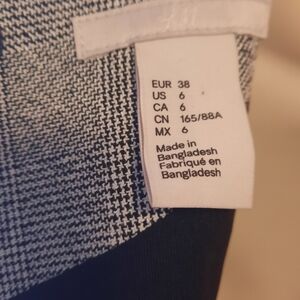 EUR 38
US 6
CA 6
CN 165/88A
MX 6
Made in
Bangladesh
Fabriqué en
Bangladesh